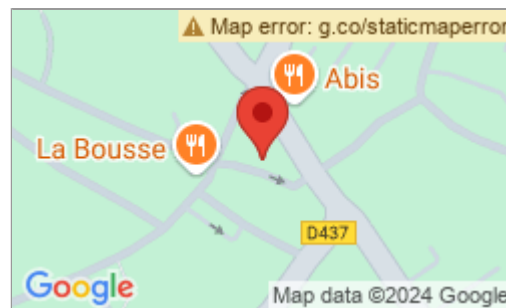 ⚠ Map error: g.co/staticmaperror
Abis
La Bousse
D437
Google
Map data ©2024 Google